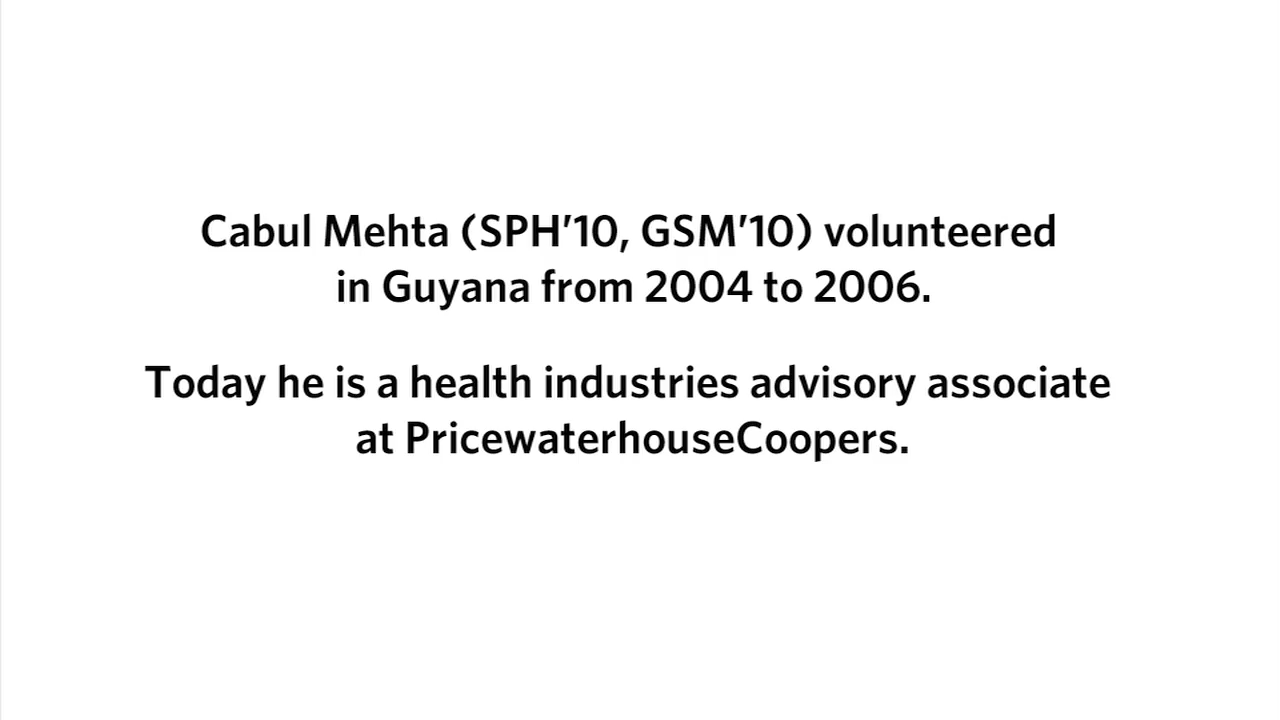 Cabul Mehta (SPH'10, GSM'10) volunteered
in Guyana from 2004 to 2006.
Today he is a health industries advisory associate
at PricewaterhouseCoopers.